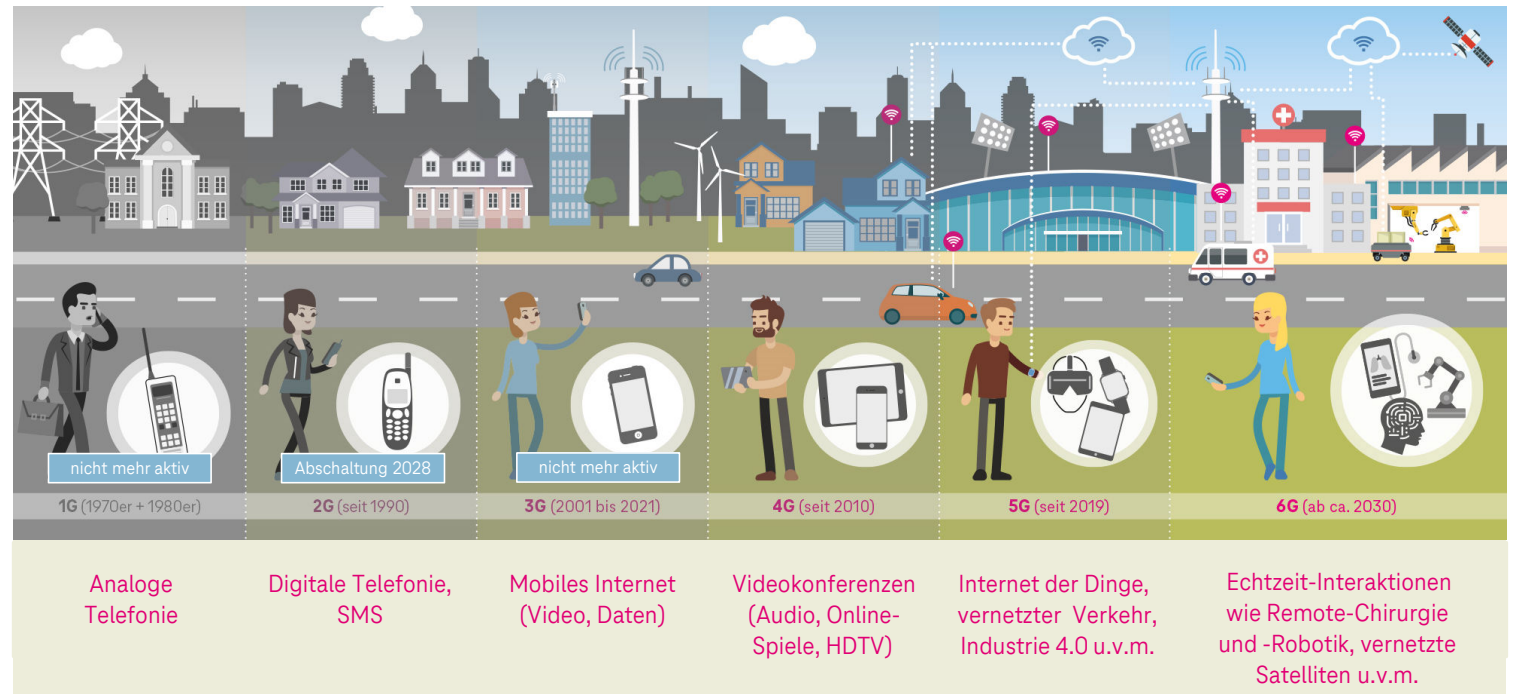 nicht mehr aktiv
Abschaltung 2028
nicht mehr aktiv
1G (1970er + 1980er)
2G (seit 1990)
3G (2001 bis 2021)
4G (seit 2010)
5G (seit 2019)
6G (ab ca. 2030)
Analoge
Telefonie
Digitale Telefonie,
SMS
Mobiles Internet
(Video, Daten)
Videokonferenzen
(Audio, Online-
Spiele, HDTV)
Internet der Dinge,
vernetzter Verkehr,
Industrie 4.0 u.v.m.
Echtzeit-Interaktionen
wie Remote-Chirurgie
und -Robotik, vernetzte
Satelliten u.v.m.